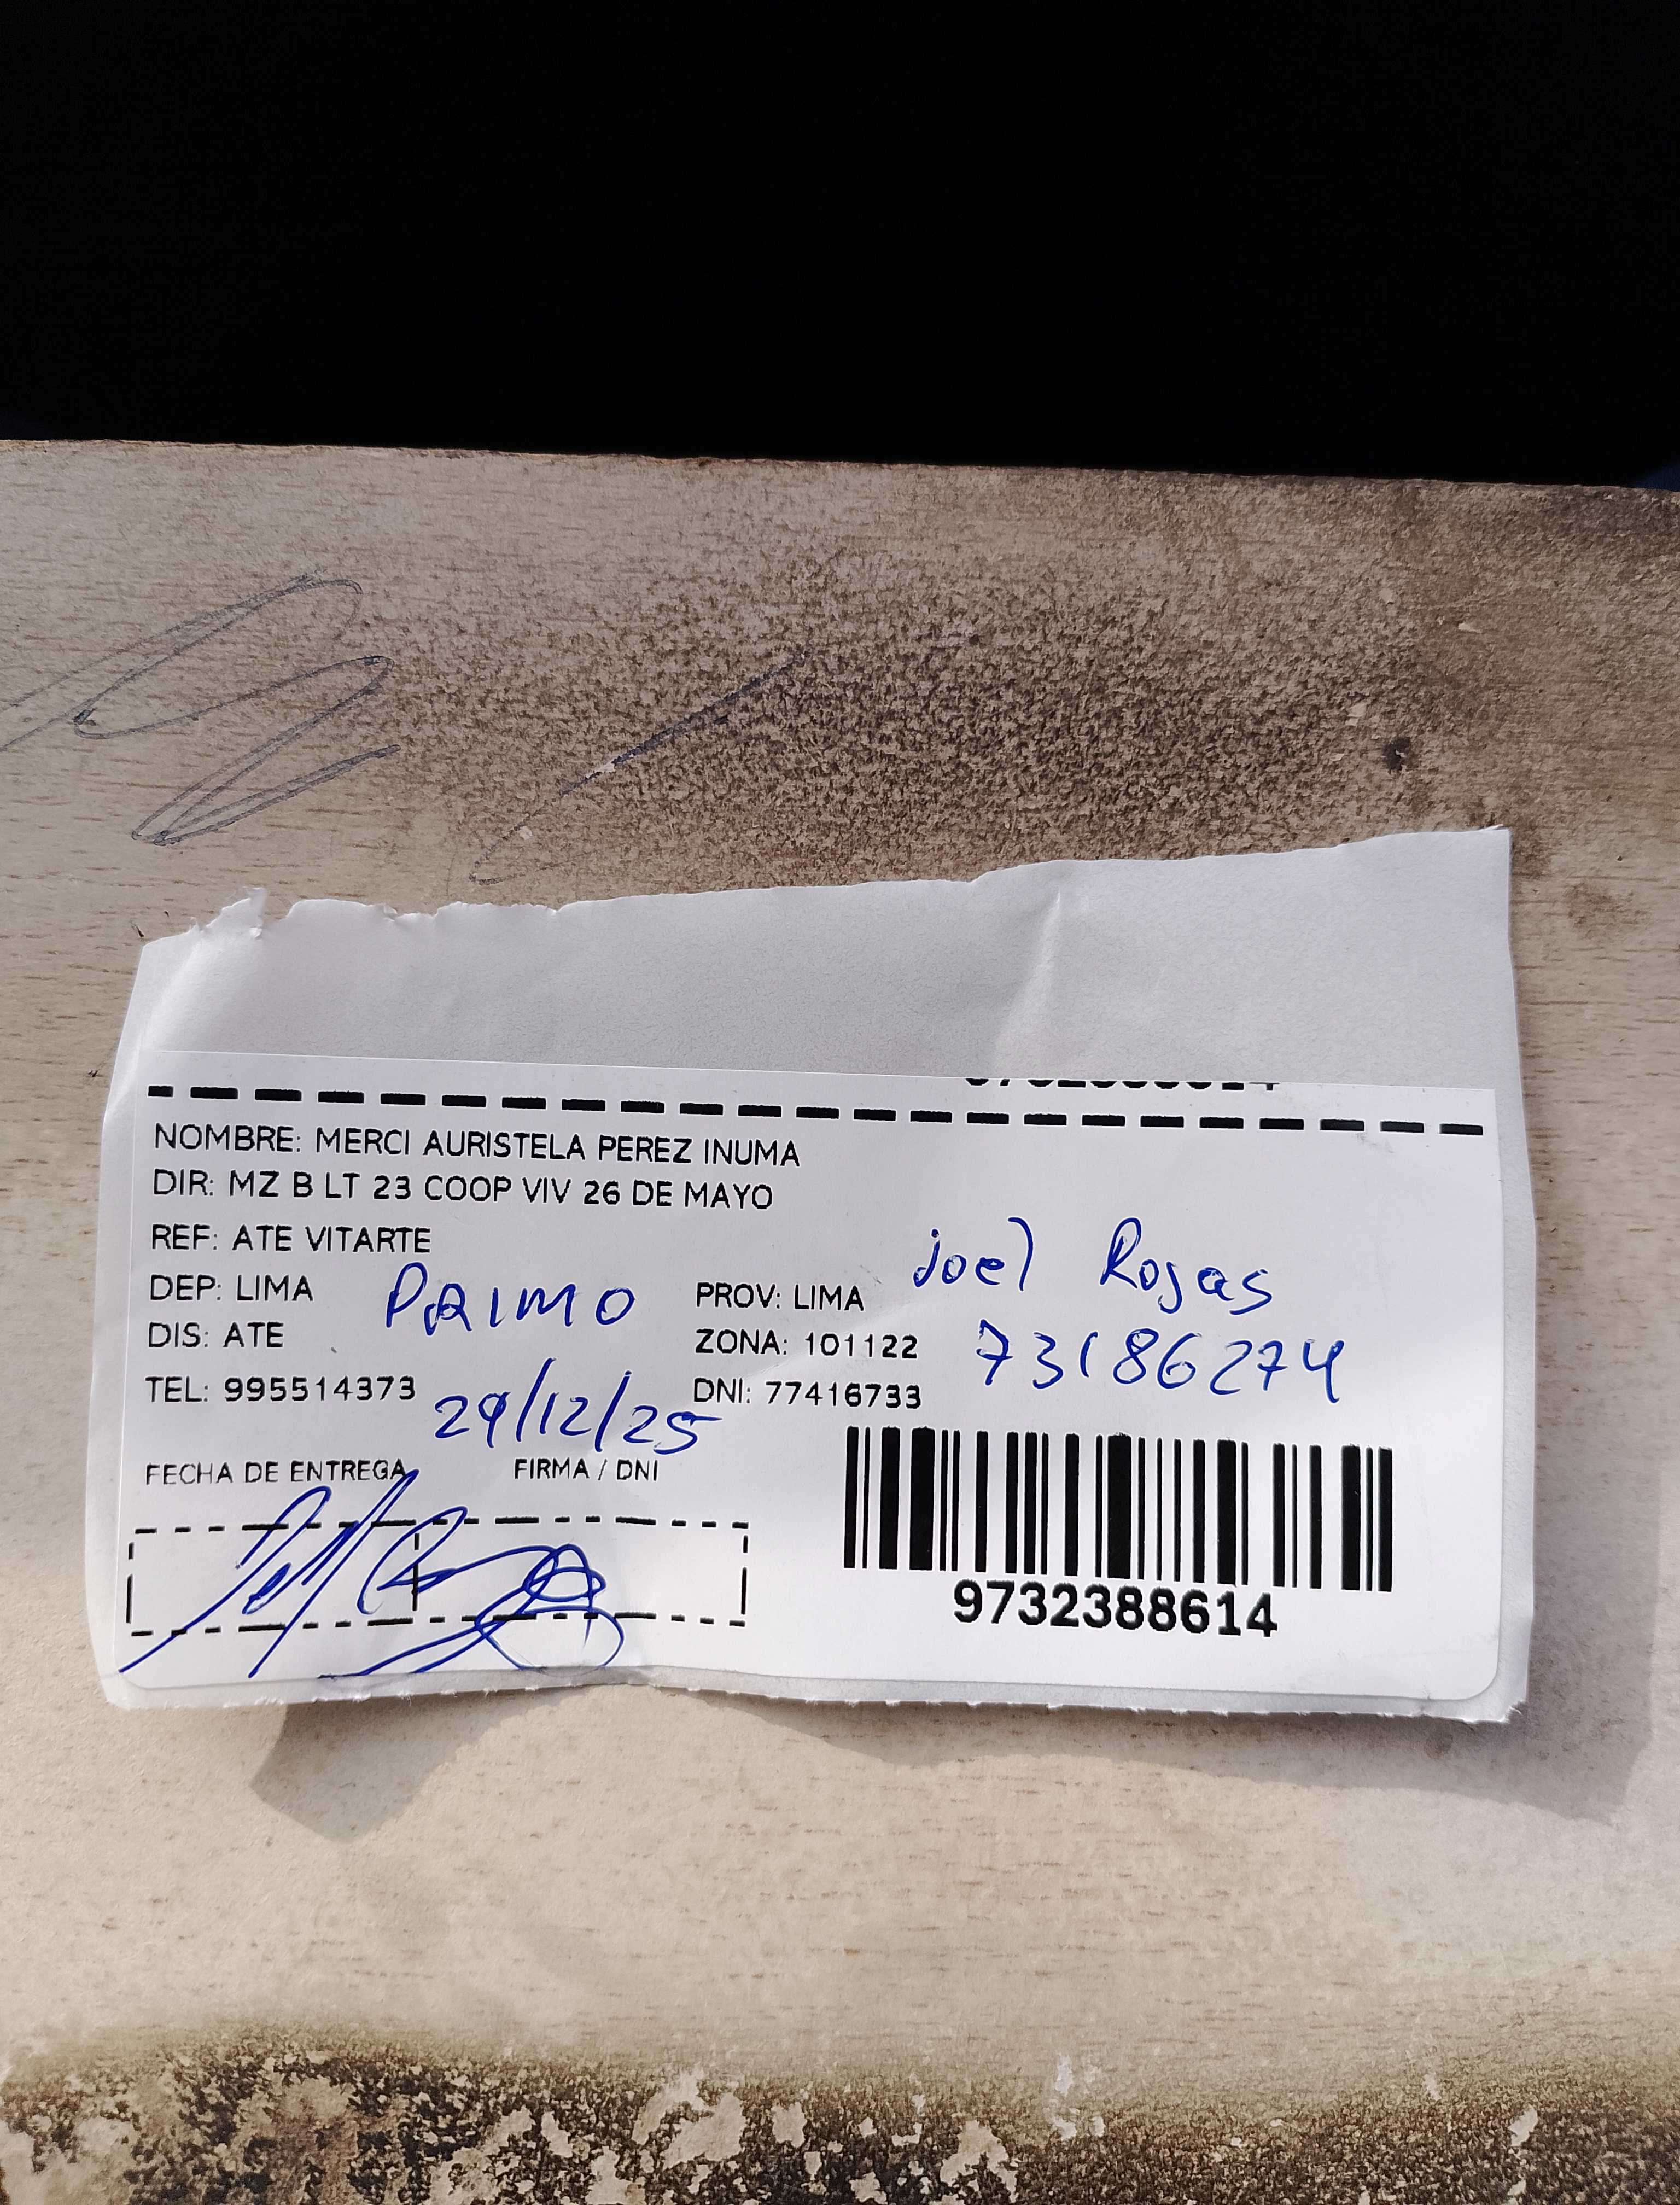 NOMBRE: MERCI AURISTELA PEREZ INUMA
DIR: MZ B LT 23 COOP VIV 26 DE MAYO
REF: ATE VITARTE
joel Rojas
DEP: LIMA
PRIMO
PROV: LIMA
DIS: ATE
ZONA: 101122
73186274
TEL: 995514373
DNI: 77416733
29/12/25
FECHA DE ENTREGA
FIRMA / DNI
9732388614